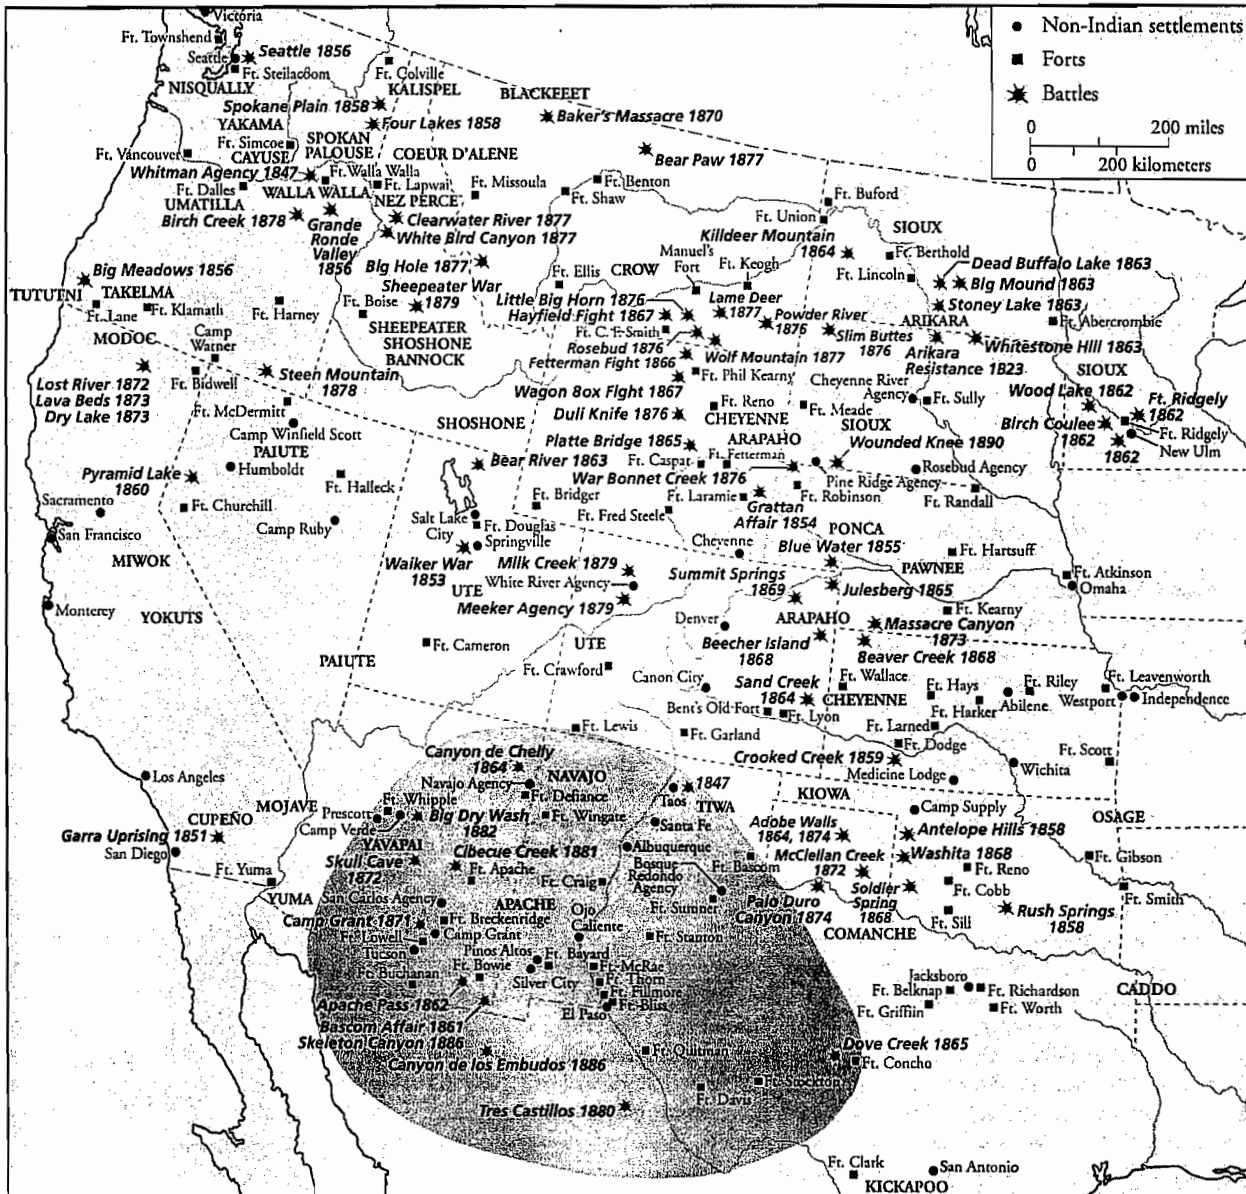 Victoria
Ft. Townshend
Seattle
Seattle 1856
Ft. Steilacoom
NISQUALLY
Ft. Colville
KALISPEL
Spokane Plain 1858
YAKAMA
Four Lakes 1858
Ft. Simcoe
SPOKAN
PALOUSE
CAYUSE
Ft. Vancouver
COEUR D'ALENE
BLACKFEET
Baker's Massacre 1870
Bear Paw 1877
Non-Indian settlements
Forts
Battles
0
200 miles
0
200 kilometers
Whitman Agency 1847
Ft. Walla Walla
Ft. Dalles
WALLA WALLA
Ft. Lapwai
UMATILLA
NEZ PERCE
Birch Creek 1878
Grande
Ronde
Valley
1856
Clearwater River 1877
White Bird Canyon 1877
Ft. Missoula
Ft. Benton
Ft. Shaw
Ft. Buford
Ft. Union
SIOUX
Killdeer Mountain
1864
Ft. Berthold
Ft. Lincoln
Dead Buffalo Lake 1863
Big Mound 1863
Stoney Lake 1863
Ft. Abercrombie
ARIKARA
Whitestone Hill 1863
Arikara
Resistance 1823
Big Hole 1877
Sheepeater War
1879
Ft. Boise
SHEEPEATER
SHOSHONE
BANNOCK
Ft. Ellis
CROW
Manuel's
Fort
Ft. Keogh
Little Big Horn 1876
Hayfield Fight 1867
Ft. C. F. Smith
Rosebud 1876
Fetterman Fight 1866
Lame Deer
1877
Powder River
1876
Slim Buttes
1876
Wolf Mountain 1877
Ft. Phil Kearny
Wagon Box Fight 1867
Ft. Reno
Dull Knife 1876
CHEYENNE
Cheyenne River
Agency
Ft. Sully
Ft. Meade
SIOUX
Big Meadows 1856
TUTUTNI
TAKELMA
Ft. Lane
Ft. Klamath
Ft. Harney
MODOC
Camp
Warner
Ft. Bidwell
Steen Mountain
1878
Lost River 1872
Lava Beds 1873
Dry Lake 1873
Ft. McDermitt
Camp Winfield Scott
PAIUTE
Humboldt
Pyramid Lake
1860
Ft. Halleck
Ft. Churchill
Camp Ruby
Sacramento
San Francisco
MIWOK
Monterey
YOKUTS
SHOSHONE
Bear River 1863
Salt Lake
City
Ft. Douglas
Springville
Walker War
1853
Ft. Bridger
Platte Bridge 1865
ARAPAHO
Ft. Caspar
Ft. Fetterman
War Bonnet Creek 1876
Ft. Laramie
Ft. Fred Steele
Grattan
Affair 1854
Wounded Knee 1890
Pine Ridge Agency
Ft. Robinson
Rosebud Agency
Ft. Randall
SIOUX
Wood Lake 1862
Ft. Ridgely
1862
Birch Coulee
1862
Ft. Ridgely
New Ulm
1862
PONCA
Cheyenne
Blue Water 1855
Ft. Hartsuff
PAWNEE
Ft. Atkinson
Omaha
Milk Creek 1879
White River Agency
UTE
Meeker Agency 1879
Summit Springs
1869
Julesberg 1865
Ft. Kearny
Denver
ARAPAHO
Massacre Canyon
1873
Beecher Island
1868
Beaver Creek 1868
PAIUTE
Ft. Cameron
UTE
Ft. Crawford
Canon City
Sand Creek
1864
Ft. Wallace
CHEYENNE
Ft. Hays
Ft. Harker
Ft. Riley
Abilene
Ft. Leavenworth
Westport
Independence
Bent's Old Fort
Ft. Lyon
Ft. Larned
Ft. Dodge
Ft. Scott
Wichita
Ft. Lewis
Ft. Garland
Crooked Creek 1859
Medicine Lodge
KIOWA
Camp Supply
OSAGE
Canyon de Chelly
1864
NAVAJO
Navajo Agency
Ft. Defiance
1847
Taos
TIWA
Los Angeles
MOJAVE
CUPEÑO
Garra Uprising 1851
San Diego
Ft. Yuma
YUMA
Ft. Whipple
Prescott
Camp Verde
Big Dry Wash
1882
Ft. Wingate
Santa Fe
YAVAPAI
Skull Cave
1872
Cibecue Creek 1881
Ft. Apache
Albuquerque
Bosque
Redondo
Agency
Ft. Bascom
Adobe Walls
1864, 1874
McClellan Creek
1872
Antelope Hills 1858
Washita 1868
Ft. Reno
Ft. Cobb
Ft. Gibson
Ft. Smith
San Carlos Agency
APACHE
Ft. Craig
Ft. Sumner
Palo Duro
Canyon 1874
Soldier
Spring
1868
Ft. Sill
Rush Springs
1858
COMANCHE
Camp Grant 1871
Ft. Breckenridge
Camp Grant
Ft. Lowell
Tucson
Ojo
Caliente
Ft. Stanton
Pinos Altos
Ft. Bayard
Ft. Bowie
Silver City
Ft. Buchanan
Ft. McRae
Ft. Thorn
Ft. Fillmore
Ft. Bliss
El Paso
Apache Pass 1862
Bascom Affair 1861
Skeleton Canyon 1886
Canyon de los Embudos 1886
Jacksboro
Ft. Belknap
Ft. Richardson
Ft. Griffin
Ft. Worth
CADDO
Dove Creek 1865
Ft. Concho
Ft. Quitman
Ft. Stockton
Ft. Davis
Tres Castillos 1880
Ft. Clark
San Antonio
KICKAPOO